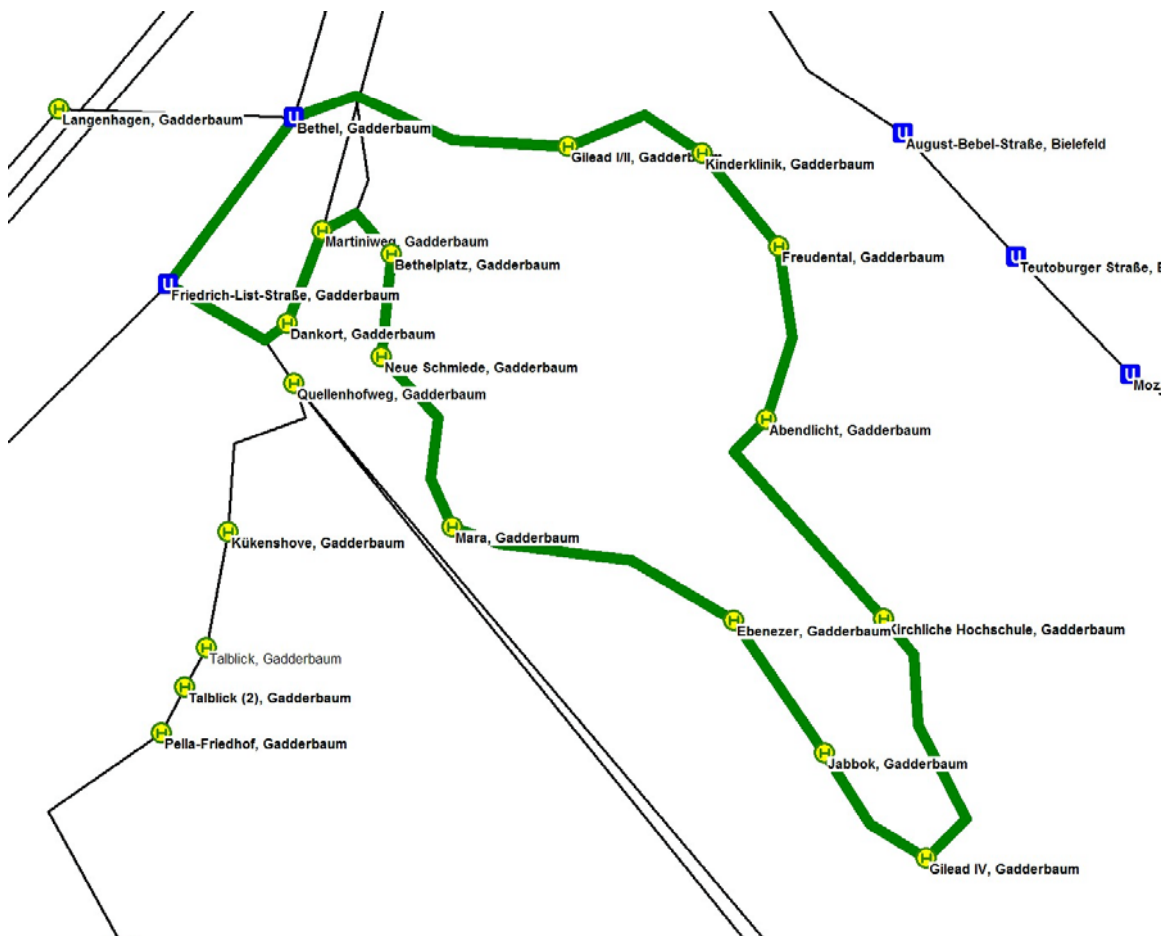 Langenhagen, Gadderbaum
Bethel, Gadderbaum
August-Bebel-Straße, Bielefeld
Gilead I/II, Gadderbaum
Kinderklinik, Gadderbaum
Martiniweg, Gadderbaum
Freudental, Gadderbaum
Bethelplatz, Gadderbaum
Teutoburger Straße, B
Friedrich-List-Straße, Gadderbaum
Dankort, Gadderbaum
Neue Schmiede, Gadderbaum
Moz
Quellenhofweg, Gadderbaum
Abendlicht, Gadderbaum
Mara, Gadderbaum
Kükenshove, Gadderbaum
Ebenezer, Gadderbaum
Kirchliche Hochschule, Gadderbaum
Talblick, Gadderbaum
Talblick (2), Gadderbaum
Pella-Friedhof, Gadderbaum
Jabbok, Gadderbaum
Gilead IV, Gadderbaum